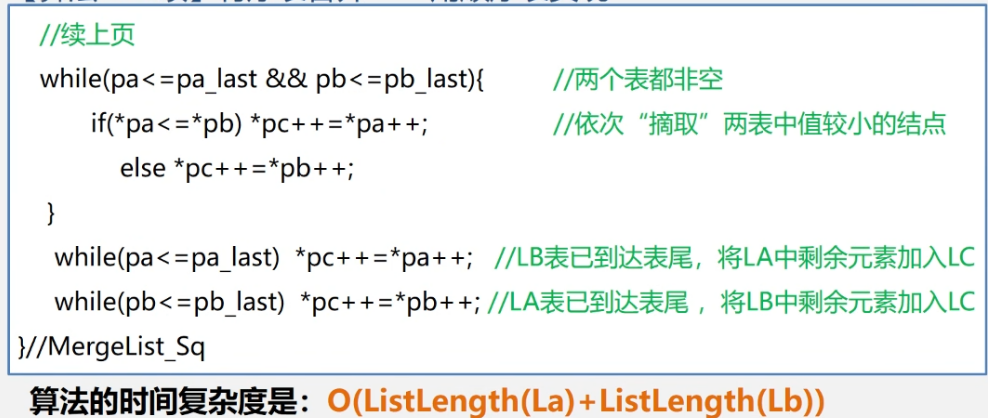 //续上页
while(pa<=pa_last && pb<=pb_last){ //两个表都非空
if(*pa<=*pb) *pc++=*pa++; //依次“摘取”两表中值较小的结点
else *pc++=*pb++;
}
while(pa<=pa_last) *pc++=*pa++; //LB表已到达表尾，将LA中剩余元素加入LC
while(pb<=pb_last) *pc++=*pb++; //LA表已到达表尾 ，将LB中剩余元素加入LC
}//MergeList_Sq
算法的时间复杂度是：O(ListLength(La)+ListLength(Lb))